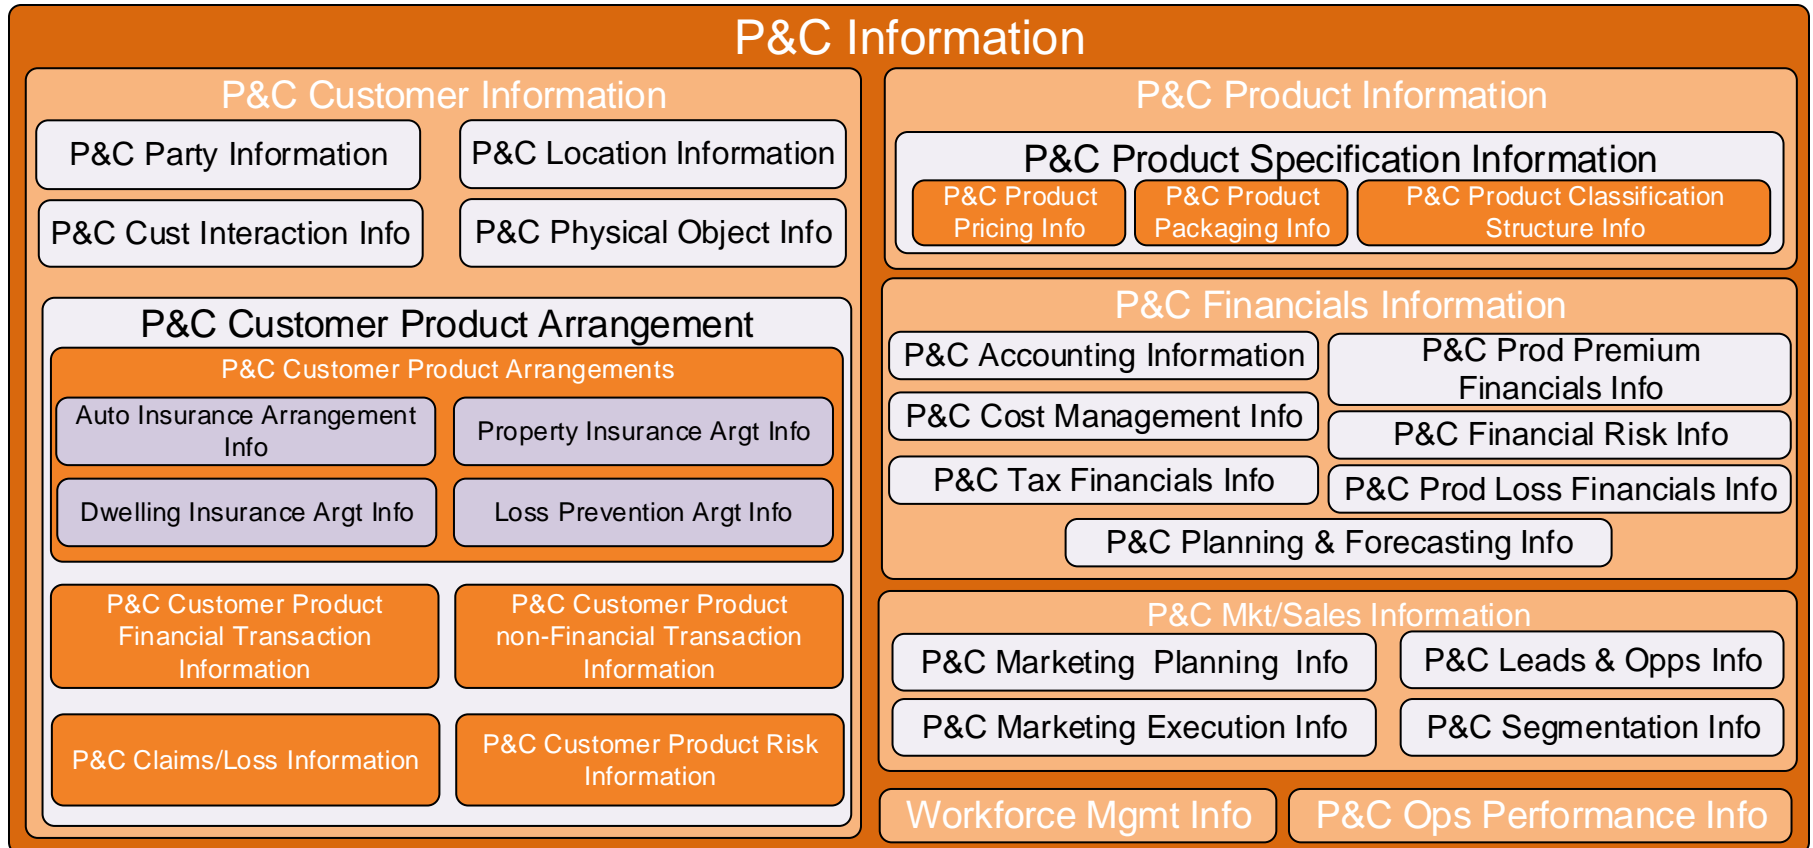 P&C Information
P&C Customer Information
P&C Party Information
P&C Location Information
P&C Cust Interaction Info
P&C Physical Object Info
P&C Customer Product Arrangement
P&C Customer Product Arrangements
Auto Insurance Arrangement
Info
Property Insurance Argt Info
Dwelling Insurance Argt Info
Loss Prevention Argt Info
P&C Customer Product
Financial Transaction
Information
P&C Customer Product
non-Financial Transaction
Information
P&C Claims/Loss Information
P&C Customer Product Risk
Information
P&C Product Information
P&C Product Specification Information
P&C Product
Pricing Info
P&C Product
Packaging Info
P&C Product Classification
Structure Info
P&C Financials Information
P&C Accounting Information
P&C Prod Premium
Financials Info
P&C Cost Management Info
P&C Financial Risk Info
P&C Tax Financials Info
P&C Prod Loss Financials Info
P&C Planning & Forecasting Info
P&C Mkt/Sales Information
P&C Marketing  Planning  Info
P&C Leads & Opps Info
P&C Marketing Execution Info
P&C Segmentation Info
Workforce Mgmt Info
P&C Ops Performance Info